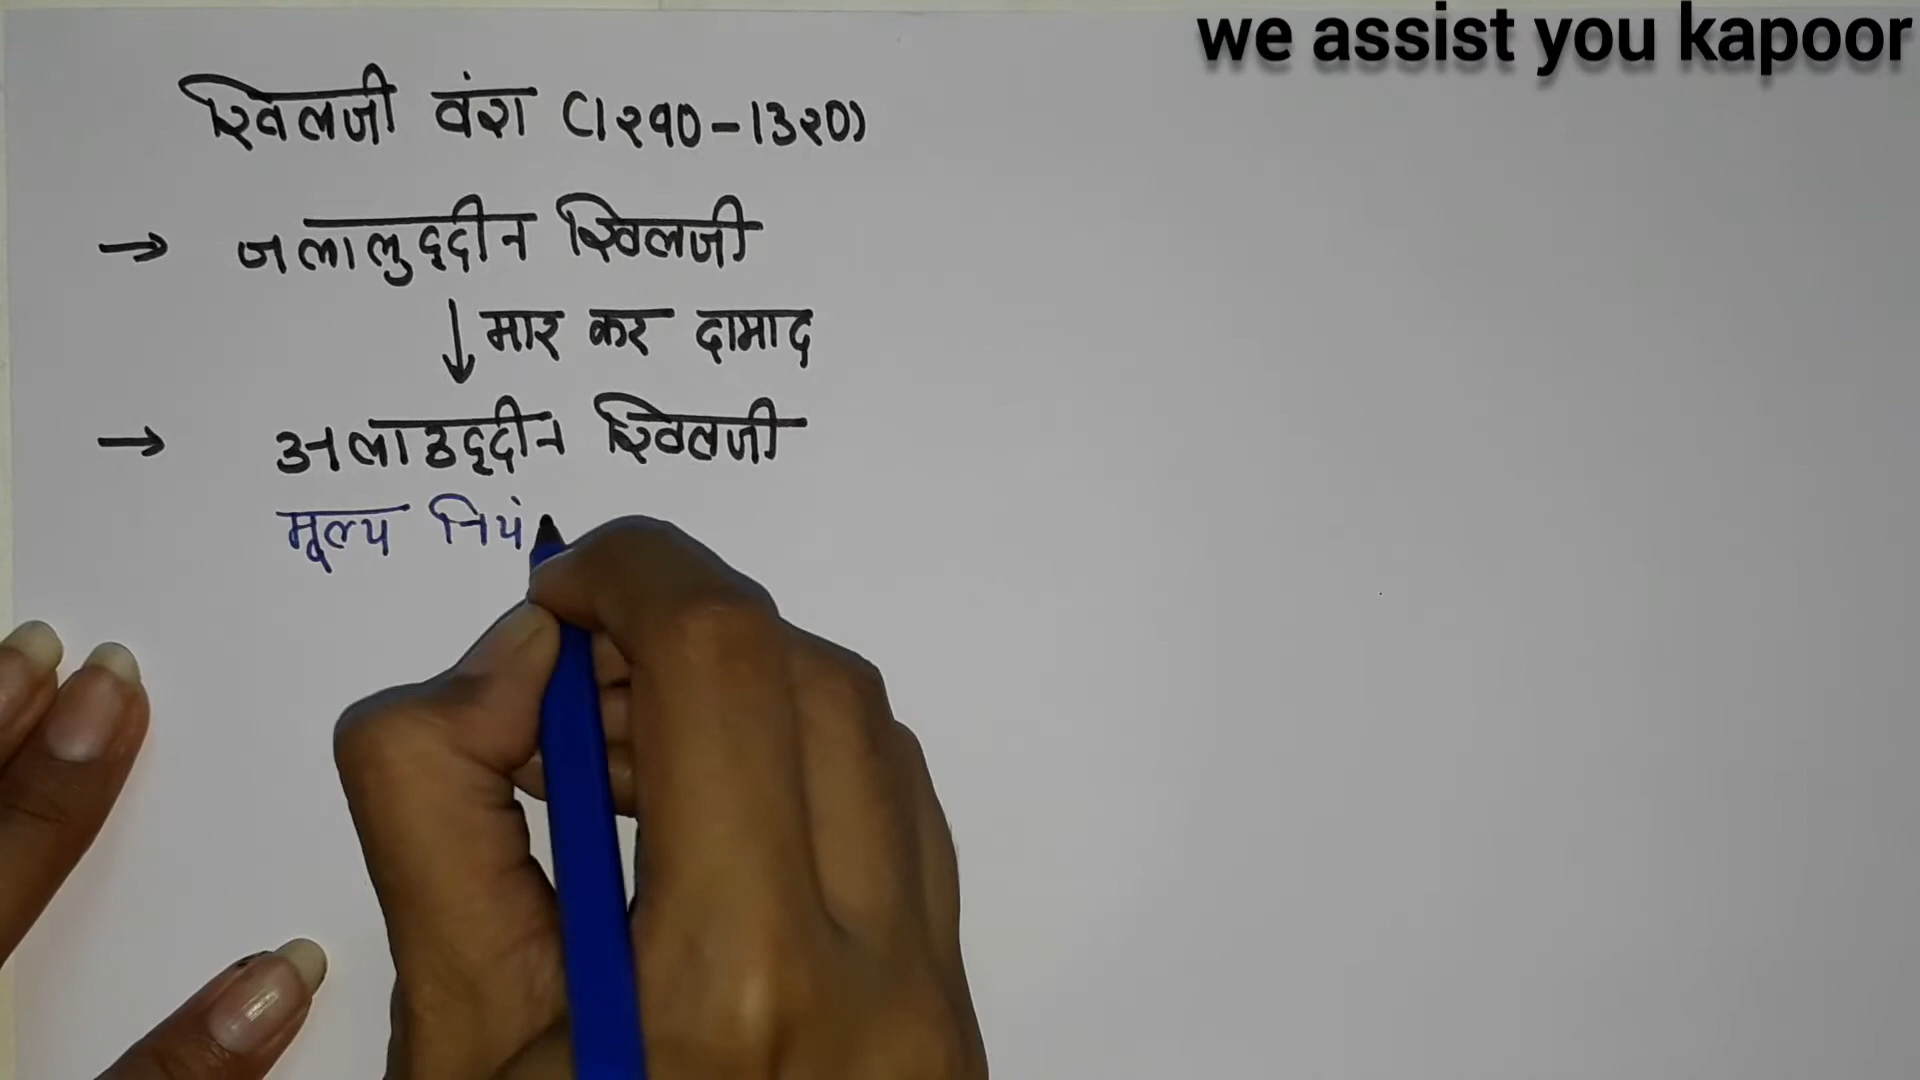 we assist you kapoor
खिलजी वंश (1290-1320)
→ जलालुद्दीन खिलजी
↓ मार कर दामाद
→ अलाउद्दीन खिलजी
मूल्य नियं